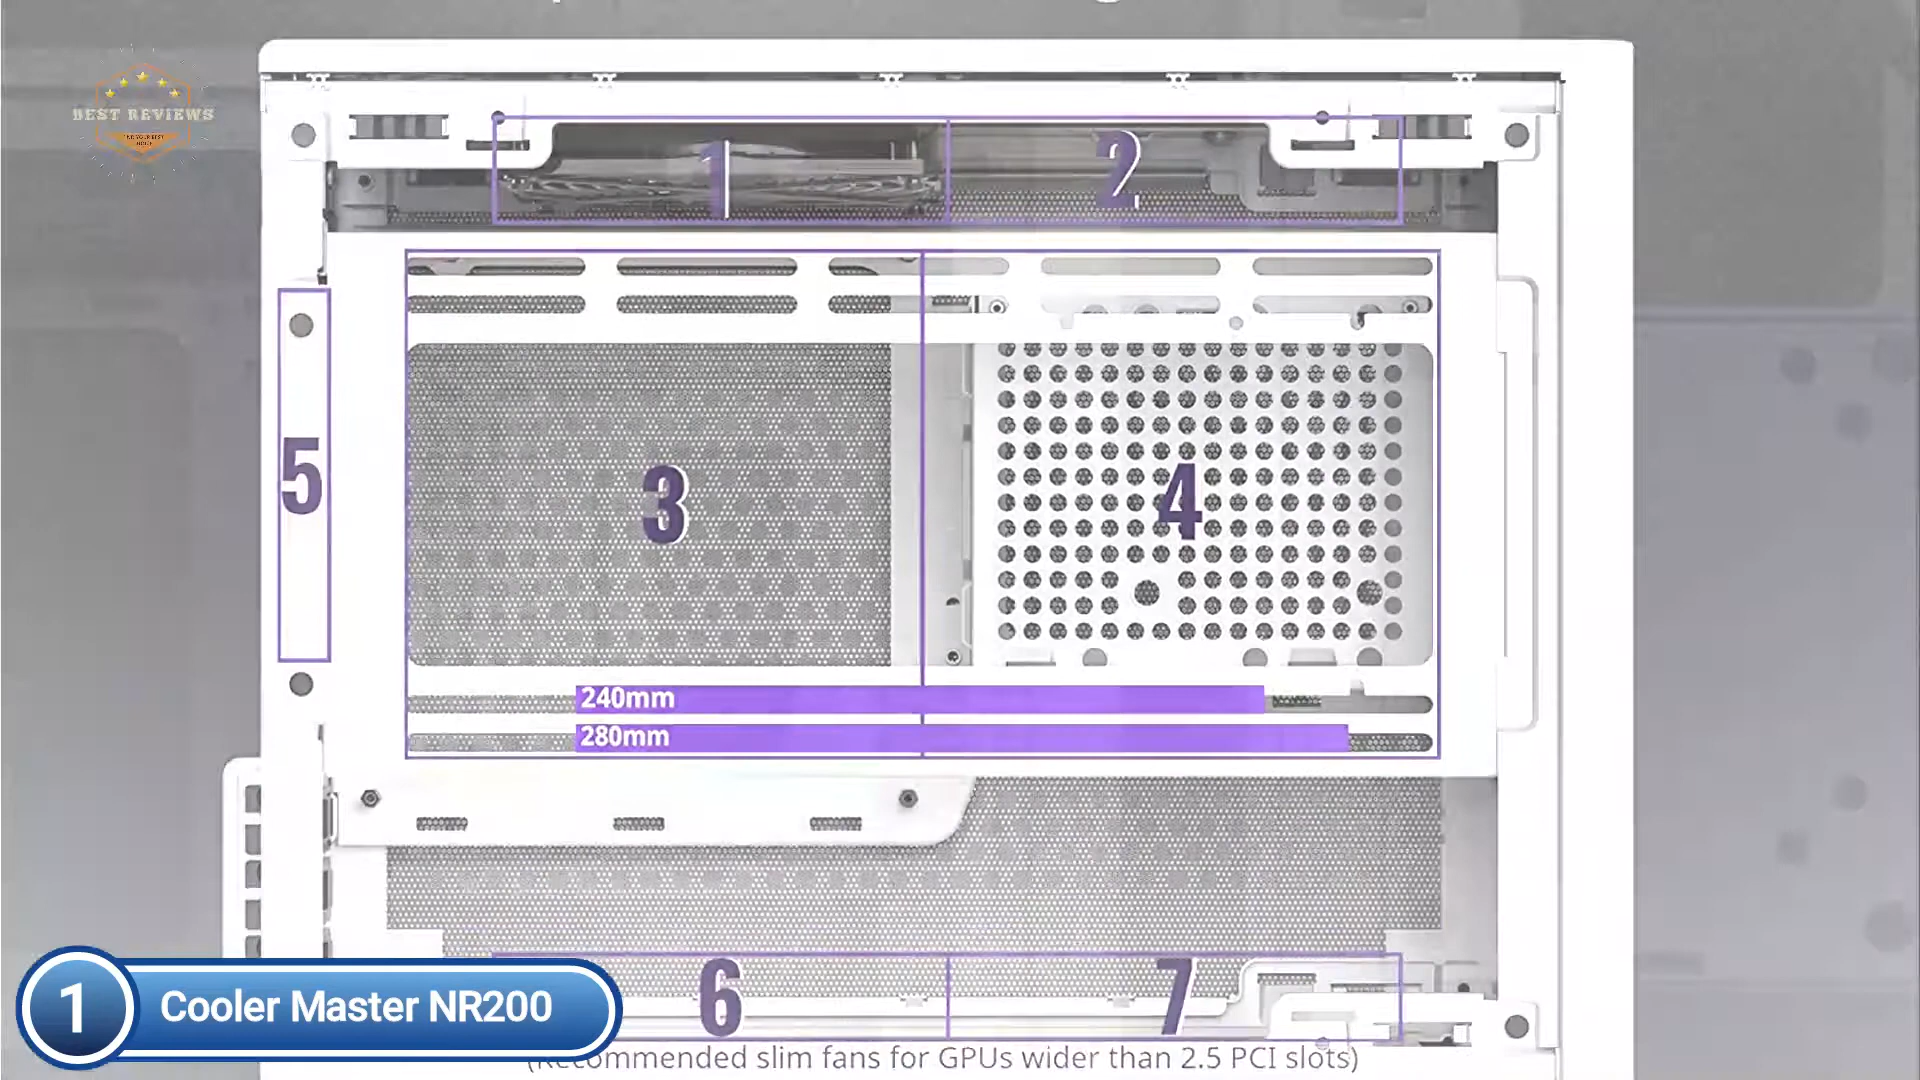 BEST REVIEWS
1
2
5
3
4
240mm
280mm
6
7
1 Cooler Master NR200
(Recommended slim fans for GPUs wider than 2.5 PCI slots)